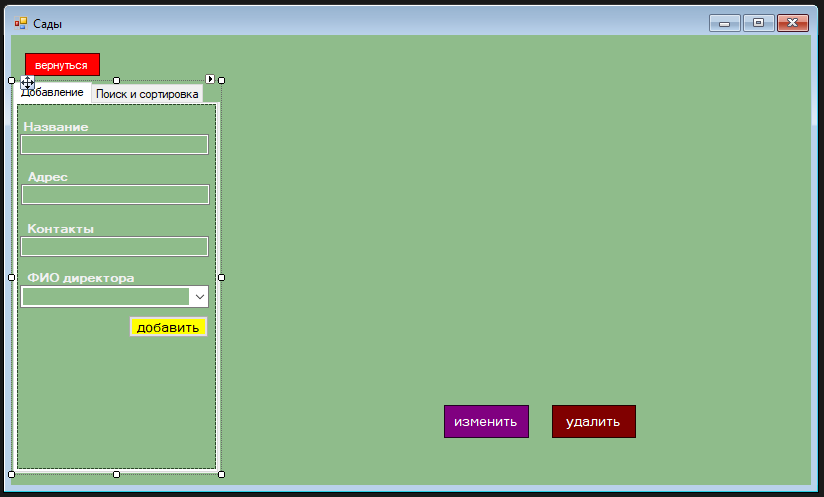 Сады
вернуться
Добавление
Поиск и сортировка
Название
Адрес
Контакты
ФИО директора
добавить
изменить
удалить